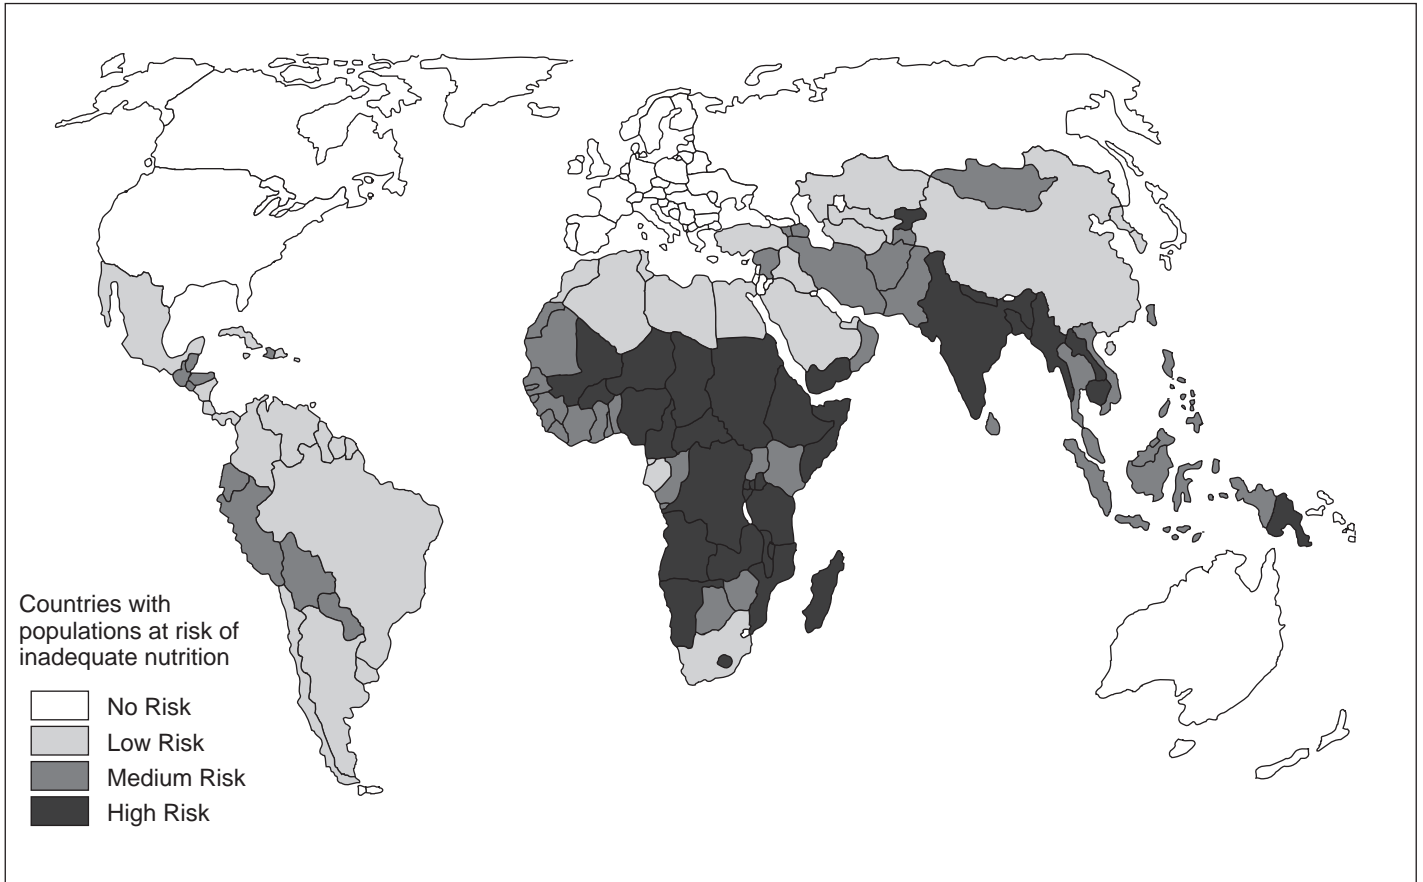 Countries with
populations at risk of
inadequate nutrition
No Risk
Low Risk
Medium Risk
High Risk